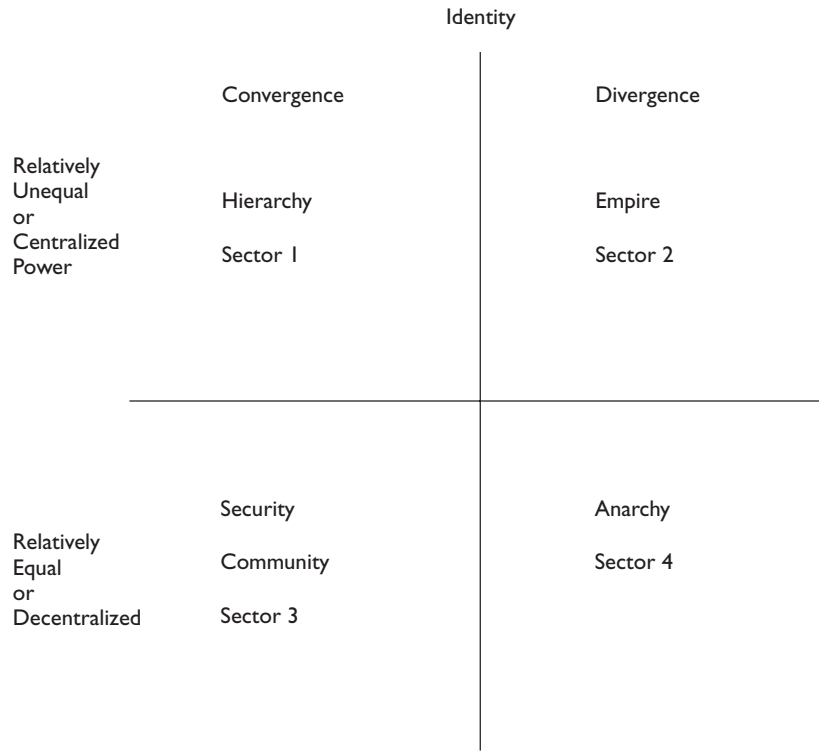 Identity
Convergence
Divergence
Relatively
Unequal
or
Centralized
Power
Hierarchy
Sector 1
Empire
Sector 2
Relatively
Equal
or
Decentralized
Security
Community
Sector 3
Anarchy
Sector 4